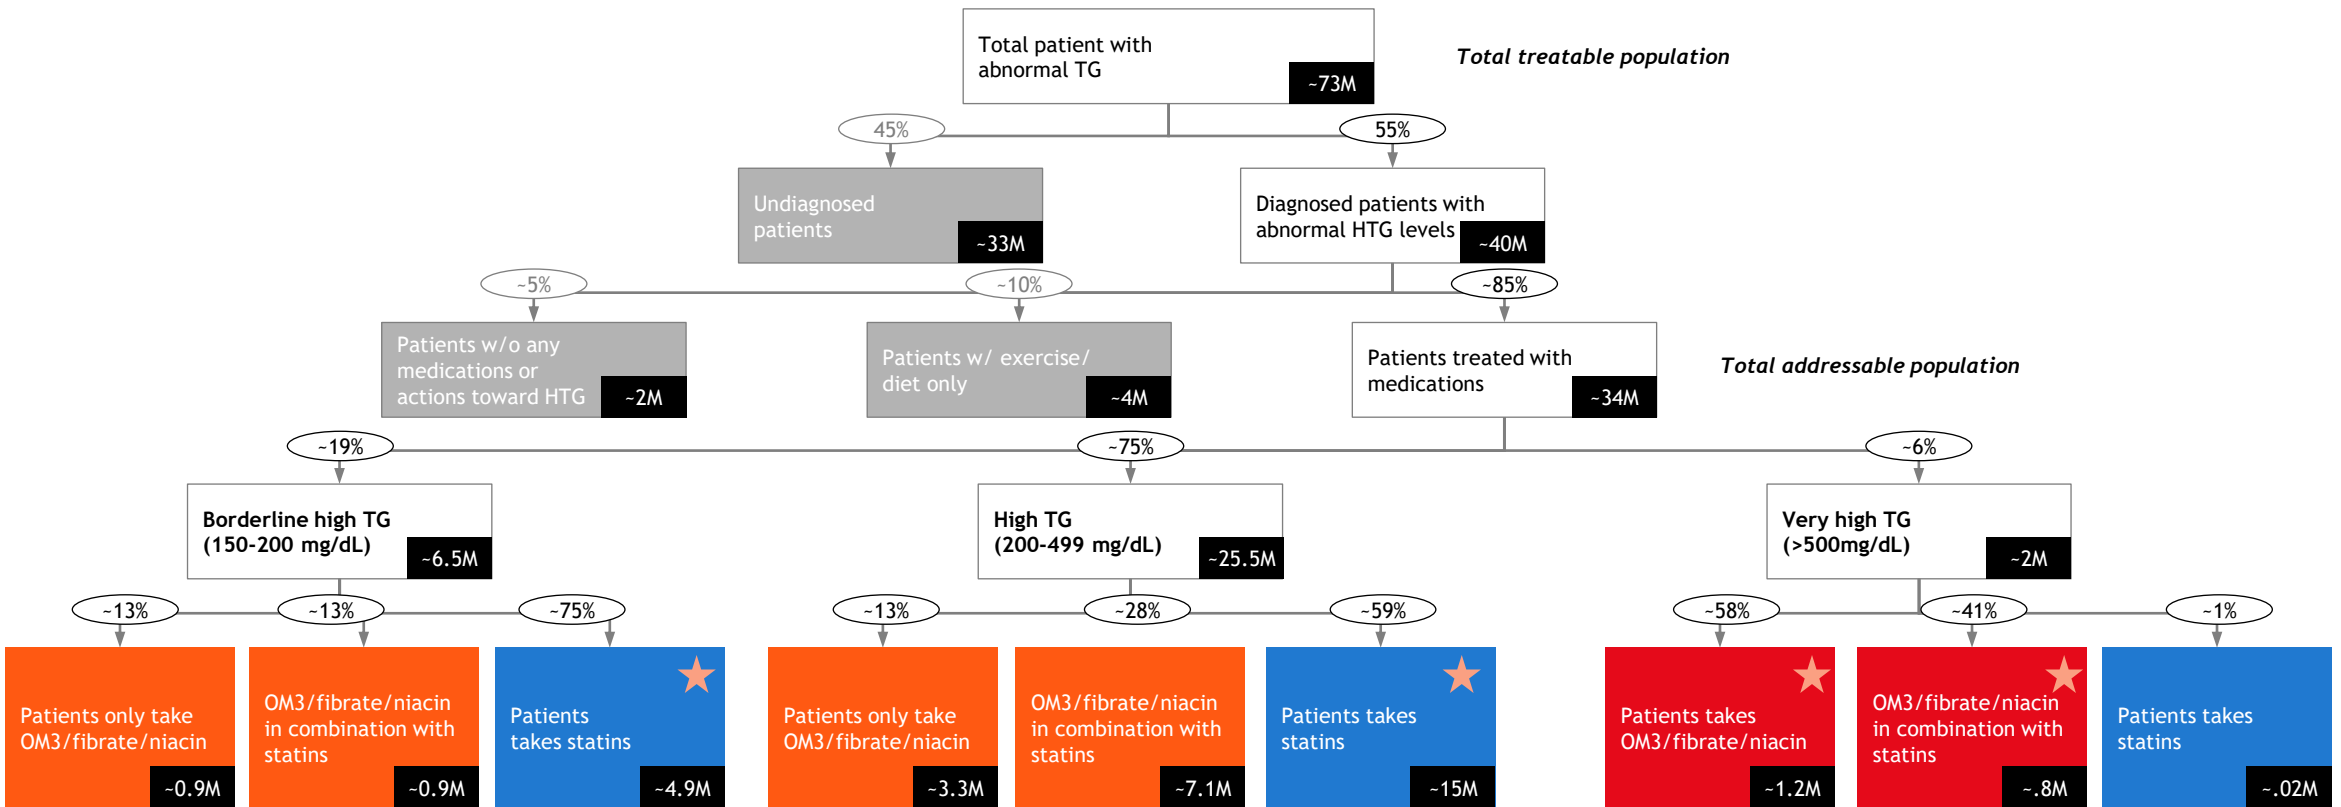 Total patient with
abnormal TG
~73M
Total treatable population
45%
55%
Undiagnosed
patients
~33M
Diagnosed patients with
abnormal HTG levels
~40M
~5%
~10%
~85%
Patients w/o any
medications or
actions toward HTG
~2M
Patients w/ exercise/
diet only
~4M
Patients treated with
medications
~34M
Total addressable population
~19%
~75%
~6%
Borderline high TG
(150-200 mg/dL)
~6.5M
High TG
(200-499 mg/dL)
~25.5M
Very high TG
(>500mg/dL)
~2M
~13%
~13%
~75%
~13%
~28%
~59%
~58%
~41%
~1%
Patients only take
OM3/fibrate/niacin
~0.9M
OM3/fibrate/niacin
in combination with
statins
~0.9M
Patients
takes statins
~4.9M
Patients only take
OM3/fibrate/niacin
~3.3M
OM3/fibrate/niacin
in combination with
statins
~7.1M
Patients takes
statins
~15M
Patients takes
OM3/fibrate/niacin
~1.2M
OM3/fibrate/niacin
in combination with
statins
~.8M
Patients takes
statins
~.02M